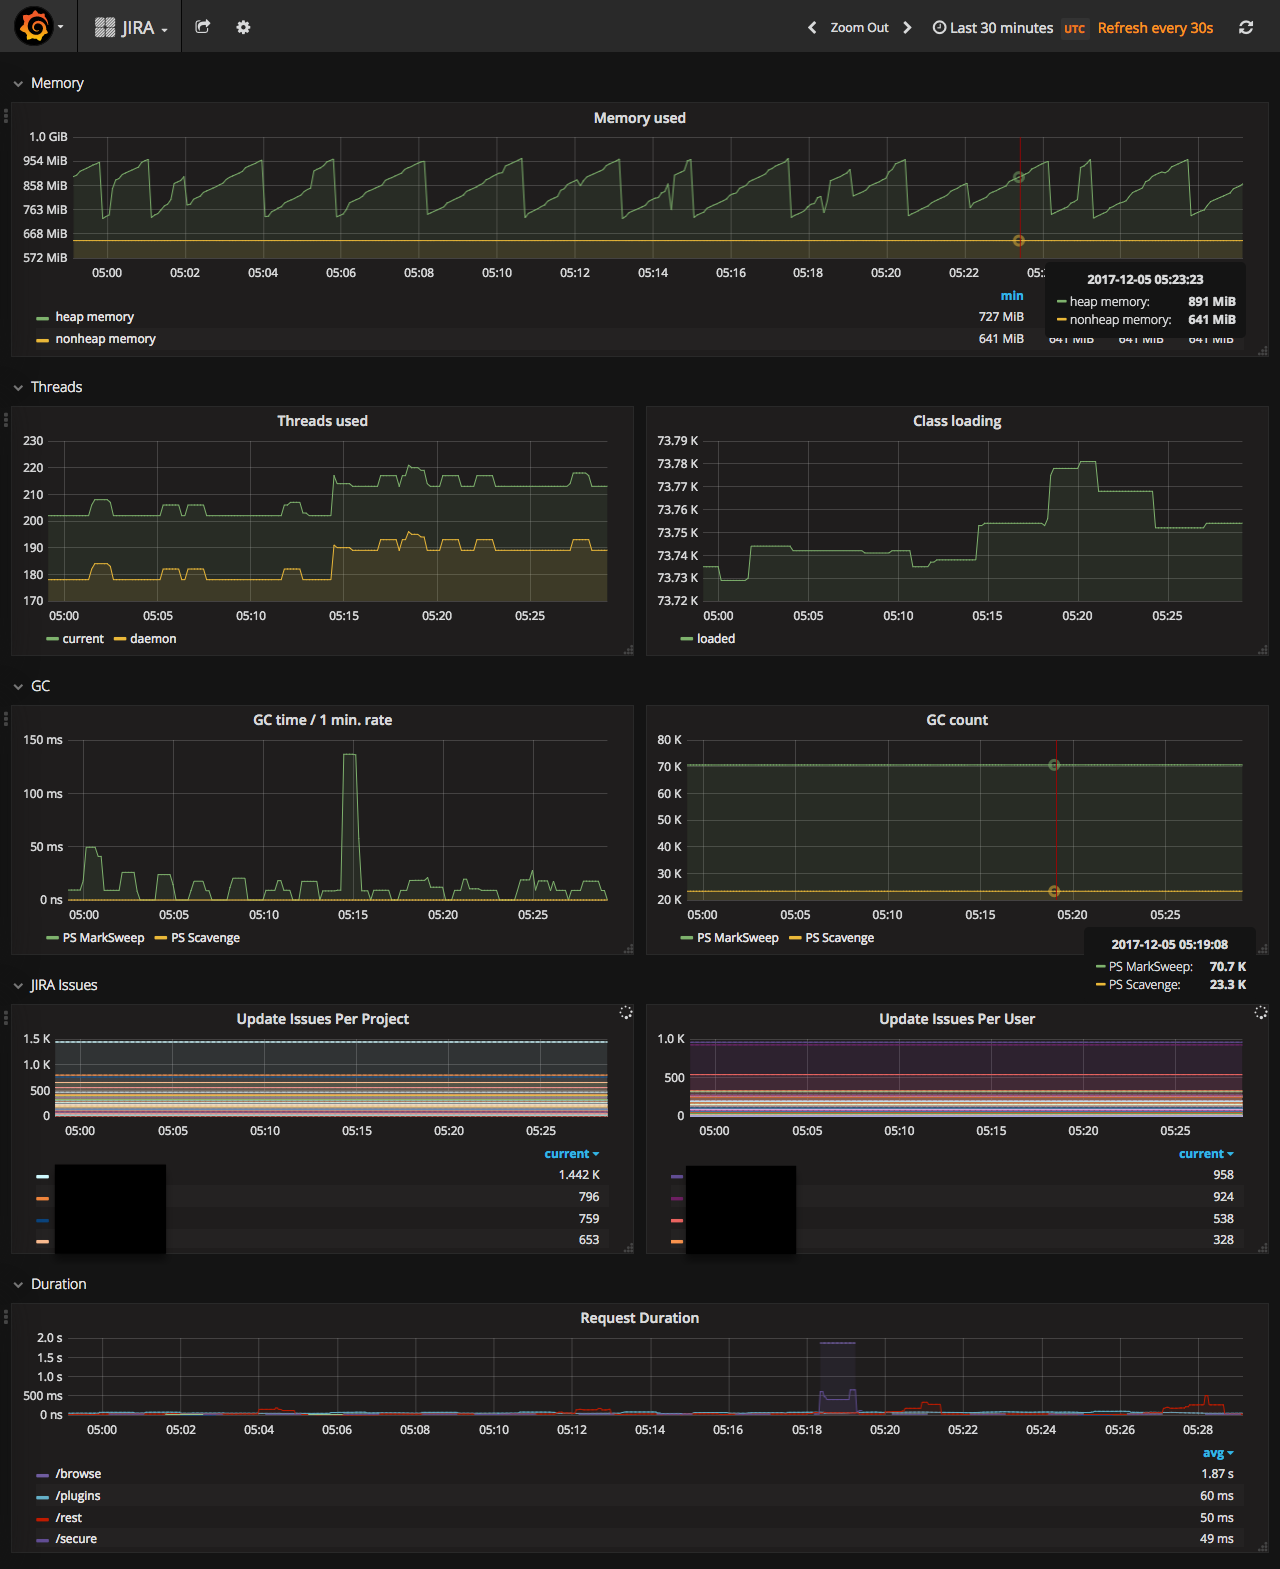 JIRA
Zoom Out
Last 30 minutes UTC Refresh every 30s
Memory
Memory used
1.0 GiB
954 MiB
858 MiB
763 MiB
668 MiB
572 MiB
05:00 05:02 05:04 05:06 05:08 05:10 05:12 05:14 05:16 05:18 05:20 05:22
2017-12-05 05:23:23
heap memory: 891 MiB
nonheap memory: 641 MiB
min
heap memory 727 MiB
nonheap memory 641 MiB 641 MiB 641 MiB 641 MiB
Threads
Threads used
230
220
210
200
190
180
170
05:00 05:05 05:10 05:15 05:20 05:25
current daemon
Class loading
73.79 K
73.78 K
73.77 K
73.76 K
73.75 K
73.74 K
73.73 K
73.72 K
05:00 05:05 05:10 05:15 05:20 05:25
loaded
GC
GC time / 1 min. rate
150 ms
100 ms
50 ms
0 ns
05:00 05:05 05:10 05:15 05:20 05:25
PS MarkSweep PS Scavenge
GC count
80 K
70 K
60 K
50 K
40 K
30 K
20 K
05:00 05:05 05:10 05:15 05:20 05:25
PS MarkSweep PS Scavenge
2017-12-05 05:19:08
PS MarkSweep: 70.7 K
PS Scavenge: 23.3 K
JIRA Issues
Update Issues Per Project
1.5 K
1.0 K
500
0
05:00 05:05 05:10 05:15 05:20 05:25
current
1.442 K
796
759
653
Update Issues Per User
1.0 K
500
0
05:00 05:05 05:10 05:15 05:20 05:25
current
958
924
538
328
Duration
Request Duration
2.0 s
1.5 s
1.0 s
500 ms
0 ns
05:00 05:02 05:04 05:06 05:08 05:10 05:12 05:14 05:16 05:18 05:20 05:22 05:24 05:26 05:28
avg
/browse 1.87 s
/plugins 60 ms
/rest 50 ms
/secure 49 ms